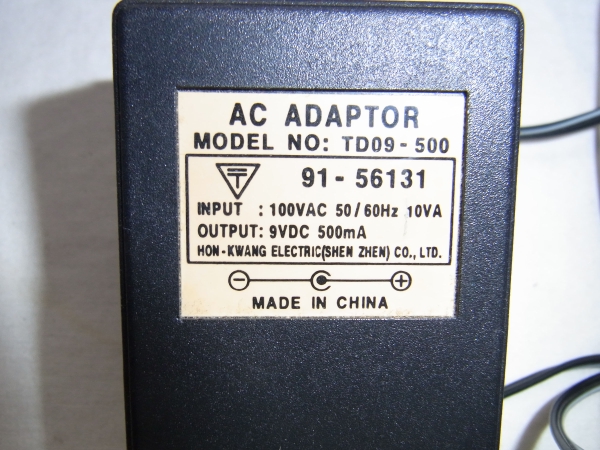 AC ADAPTOR
MODEL NO: TD09-500
91-56131
INPUT : 100VAC 50/60Hz 10VA
OUTPUT: 9VDC 500mA
HON-KWANG ELECTRIC(SHEN ZHEN) CO., LTD.
MADE IN CHINA